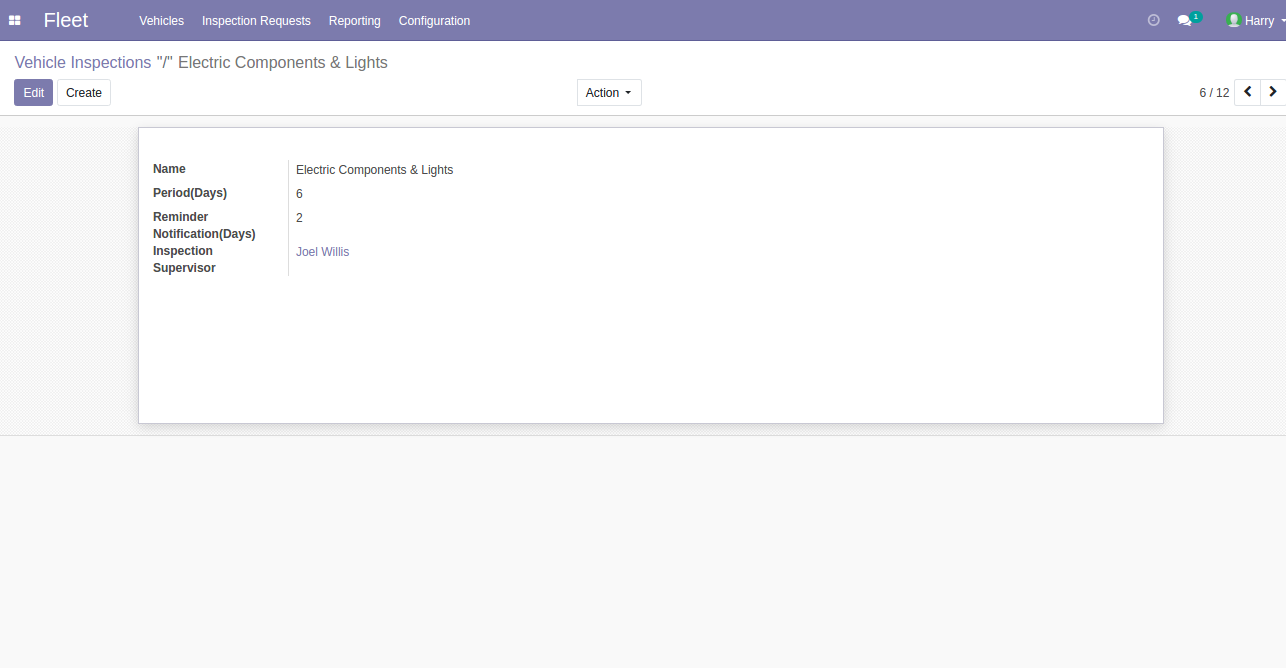 Fleet Vehicles Inspection Requests Reporting Configuration 1 Harry
Vehicle Inspections "/" Electric Components & Lights
Edit Create Action 6 / 12
Name Electric Components & Lights
Period(Days) 6
Reminder 2
Notification(Days)
Inspection Joel Willis
Supervisor